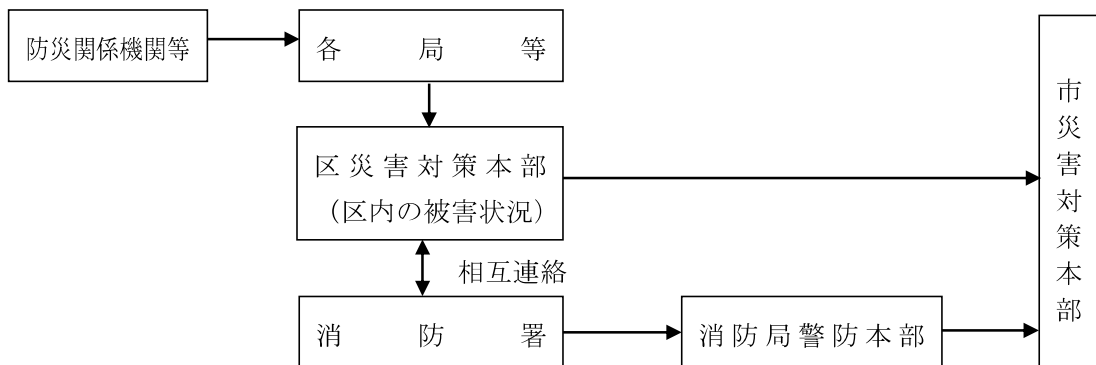 防災関係機関等
各局等
区災害対策本部
（区内の被害状況）
相互連絡
消防署
消防局警防本部
市災害対策本部